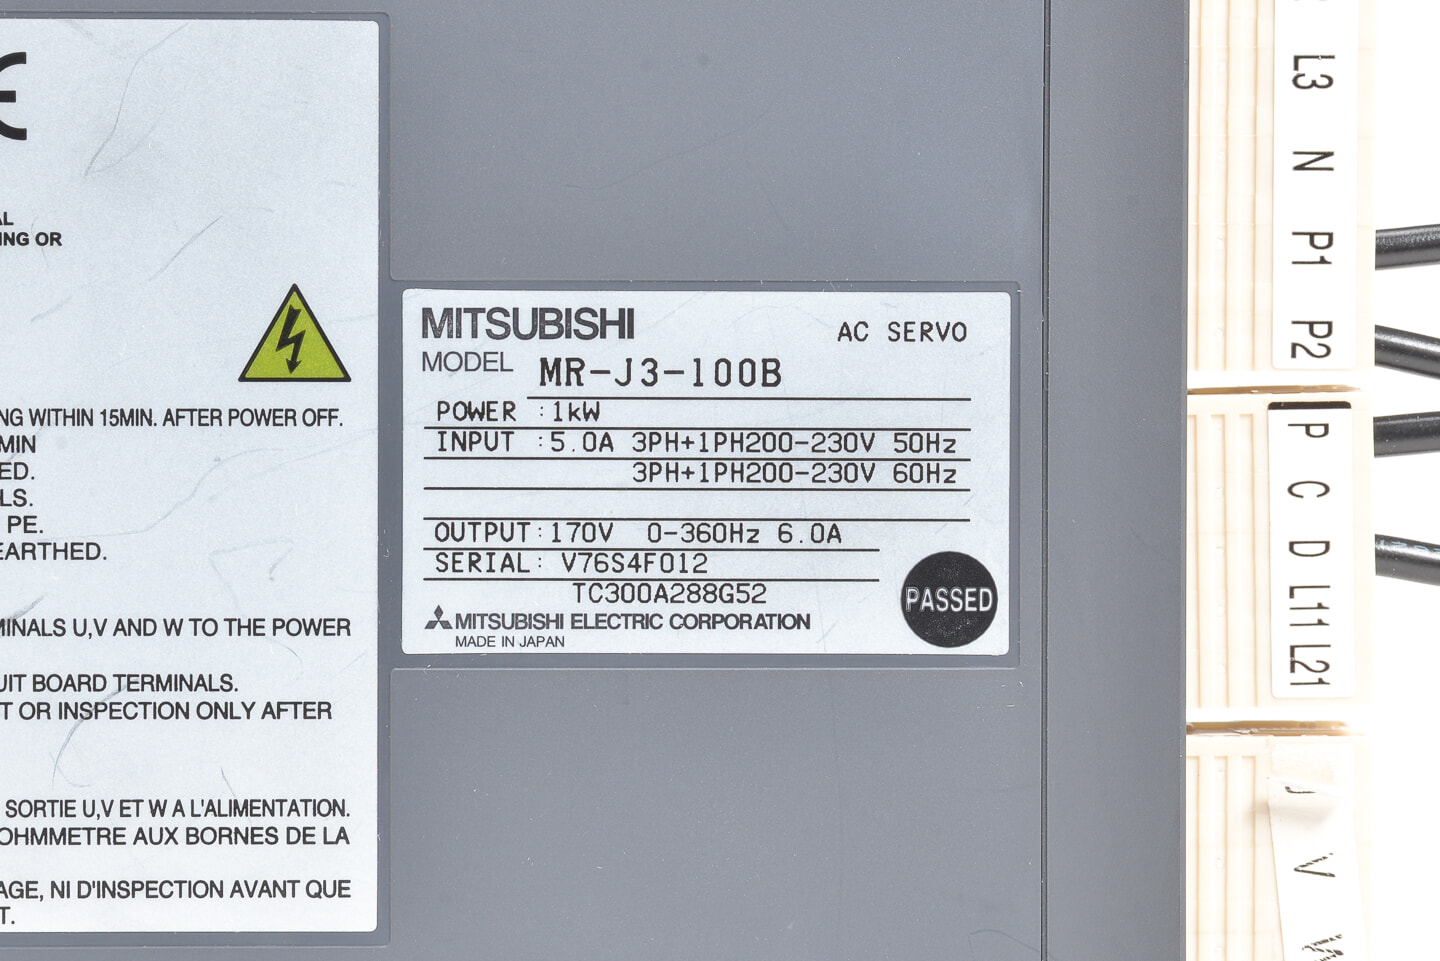 CE
AL
ING OR
NG WITHIN 15MIN. AFTER POWER OFF.
MIN
ED.
LS.
PE.
EARTHED.
MINALS U,V AND W TO THE POWER
UIT BOARD TERMINALS.
T OR INSPECTION ONLY AFTER
SORTIE U,V ET W A L'ALIMENTATION.
OHMMETRE AUX BORNES DE LA
AGE, NI D'INSPECTION AVANT QUE
T.
MITSUBISHI AC SERVO
MODEL MR-J3-100B
POWER : 1kW
INPUT : 5.0A 3PH+1PH200-230V 50Hz
3PH+1PH200-230V 60Hz
OUTPUT: 170V 0-360Hz 6.0A
SERIAL: V76S4F012
TC300A288G52
MITSUBISHI ELECTRIC CORPORATION
MADE IN JAPAN
PASSED
L3
N
P1
P2
P
C
D
L11
L21
V